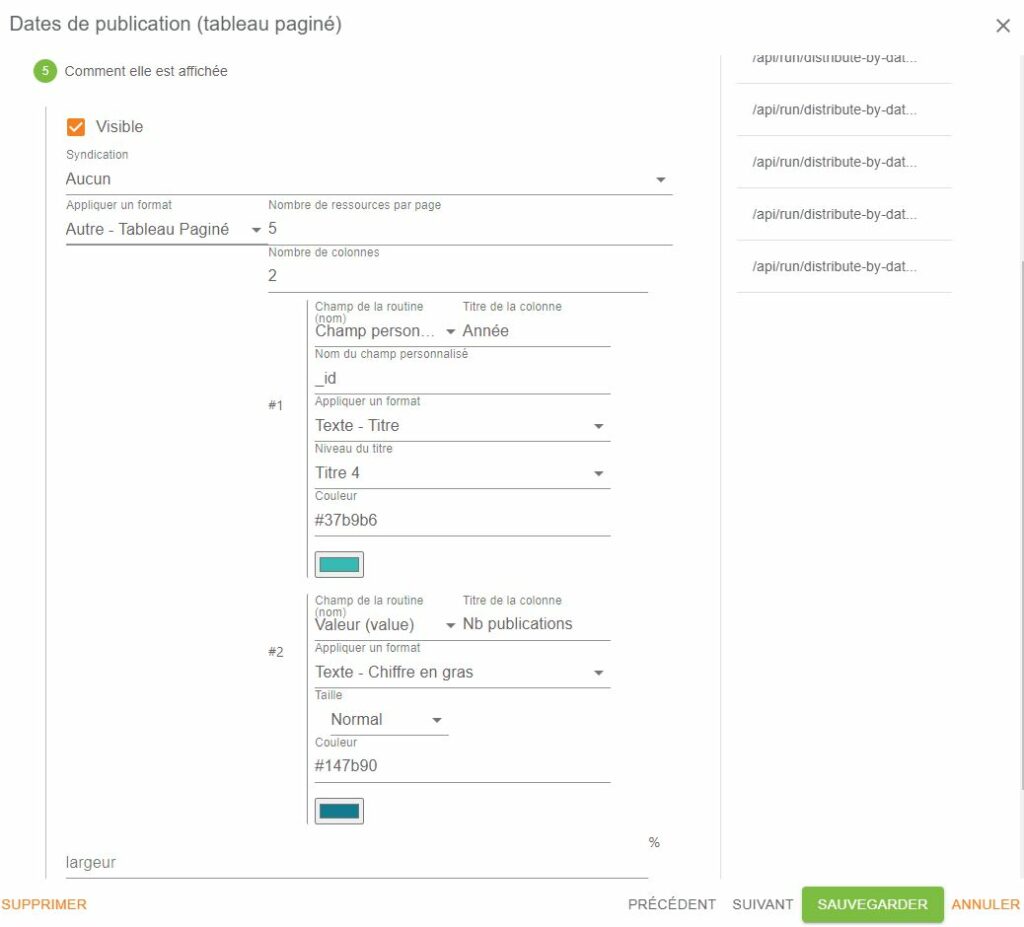 Dates de publication (tableau paginé)
5 Comment elle est affichée
Visible
Syndication
Aucun
Appliquer un format
Autre - Tableau Paginé
Nombre de ressources par page
5
Nombre de colonnes
2
#1
Champ de la routine
(nom)
Champ person...
Titre de la colonne
Année
Nom du champ personnalisé
_id
Appliquer un format
Texte - Titre
Niveau du titre
Titre 4
Couleur
#37b9b6
#2
Champ de la routine
(nom)
Valeur (value)
Titre de la colonne
Nb publications
Appliquer un format
Texte - Chiffre en gras
Taille
Normal
Couleur
#147b90
%
largeur
/api/run/distribute-by-dat...
/api/run/distribute-by-dat...
/api/run/distribute-by-dat...
/api/run/distribute-by-dat...
/api/run/distribute-by-dat...
SUPPRIMER
PRÉCÉDENT
SUIVANT
SAUVEGARDER
ANNULER